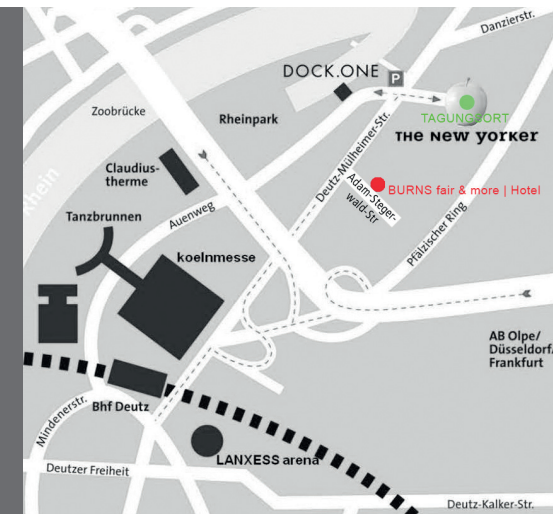 Danzierstr.
DOCK.ONE
P
Zoobrücke
Rheinpark
TAGUNGSORT
THE NEW YORKER
Deutz-Mülheimer-Str.
Claudius-
therme
Rhein
Adam-Steger-
wald-Str
BURNS fair & more | Hotel
Tanzbrunnen
Auenweg
Pfälzischer Ring
koelnmesse
AB Olpe/
Düsseldorf/
Frankfurt
Bhf Deutz
Mindenerstr.
LANXESS arena
Deutzer Freiheit
Deutz-Kalker-Str.